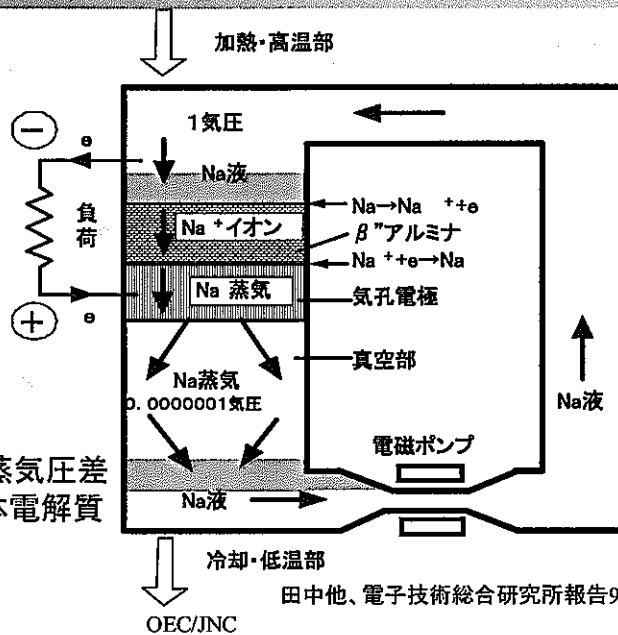 加熱・高温部
1気圧
Na液
e
負荷
Na→Na ++e
Na +イオン
β”アルミナ
Na ++e→Na
Na 蒸気
気孔電極
e
真空部
Na蒸気
0.0000001気圧
Na液
電磁ポンプ
蒸気圧差
Na液
体電解質
冷却・低温部
田中他、電子技術総合研究所報告9
OEC/JNC